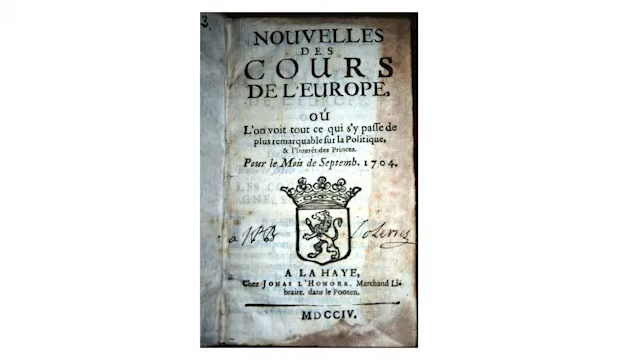 3.
NOUVELLES
DES
COURS
DE L'EUROPE,
OÚ
L'on voit tout ce qui s'y passe de
plus remarquable sur la Politique,
& l'Interêt des Princes.
Pour le Mois de Septemb. 1704.
A LA HAYE,
Chez JONAS L'HONORE, Marchand Li-
braire, dans le Pooten.
MDCCIV.